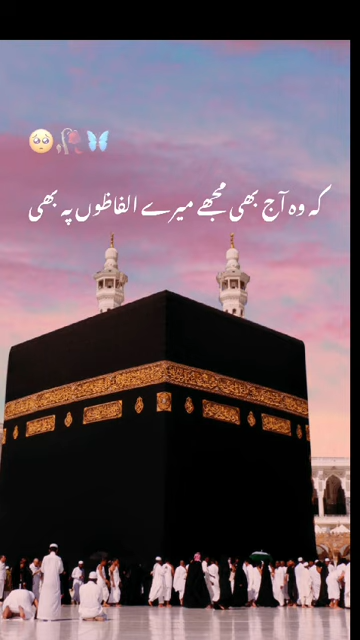 کہ وہ آج بھی مجھے میرے الفاظوں پہ بھی